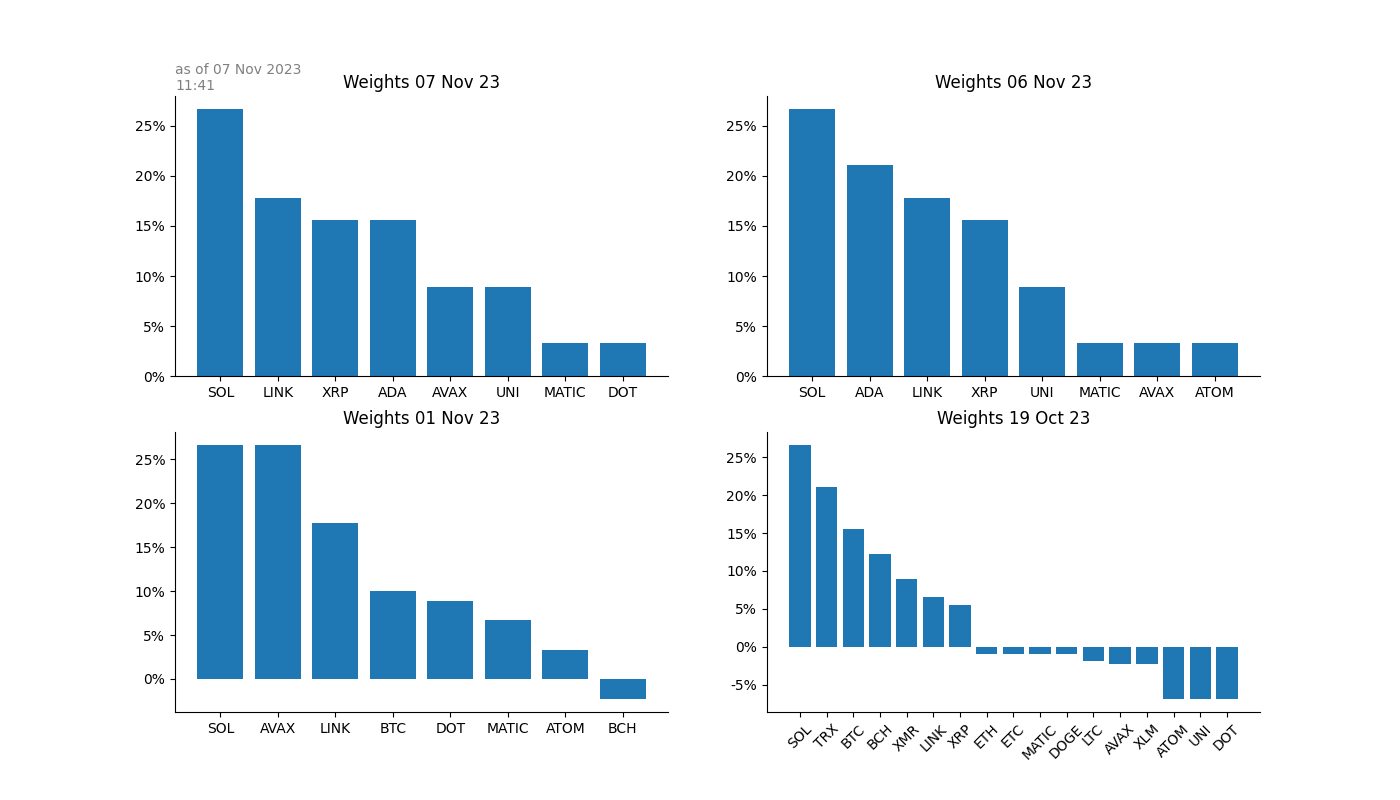 as of 07 Nov 2023
11:41
Weights 07 Nov 23
25%
20%
15%
10%
5%
0%
SOL LINK XRP ADA AVAX UNI MATIC DOT
Weights 06 Nov 23
25%
20%
15%
10%
5%
0%
SOL ADA LINK XRP UNI MATIC AVAX ATOM
Weights 01 Nov 23
25%
20%
15%
10%
5%
0%
SOL AVAX LINK BTC DOT MATIC ATOM BCH
Weights 19 Oct 23
25%
20%
15%
10%
5%
0%
-5%
SOL TRX BTC BCH XMR LINK XRP ETH ETC MATIC DOGE LTC AVAX XLM ATOM UNI DOT